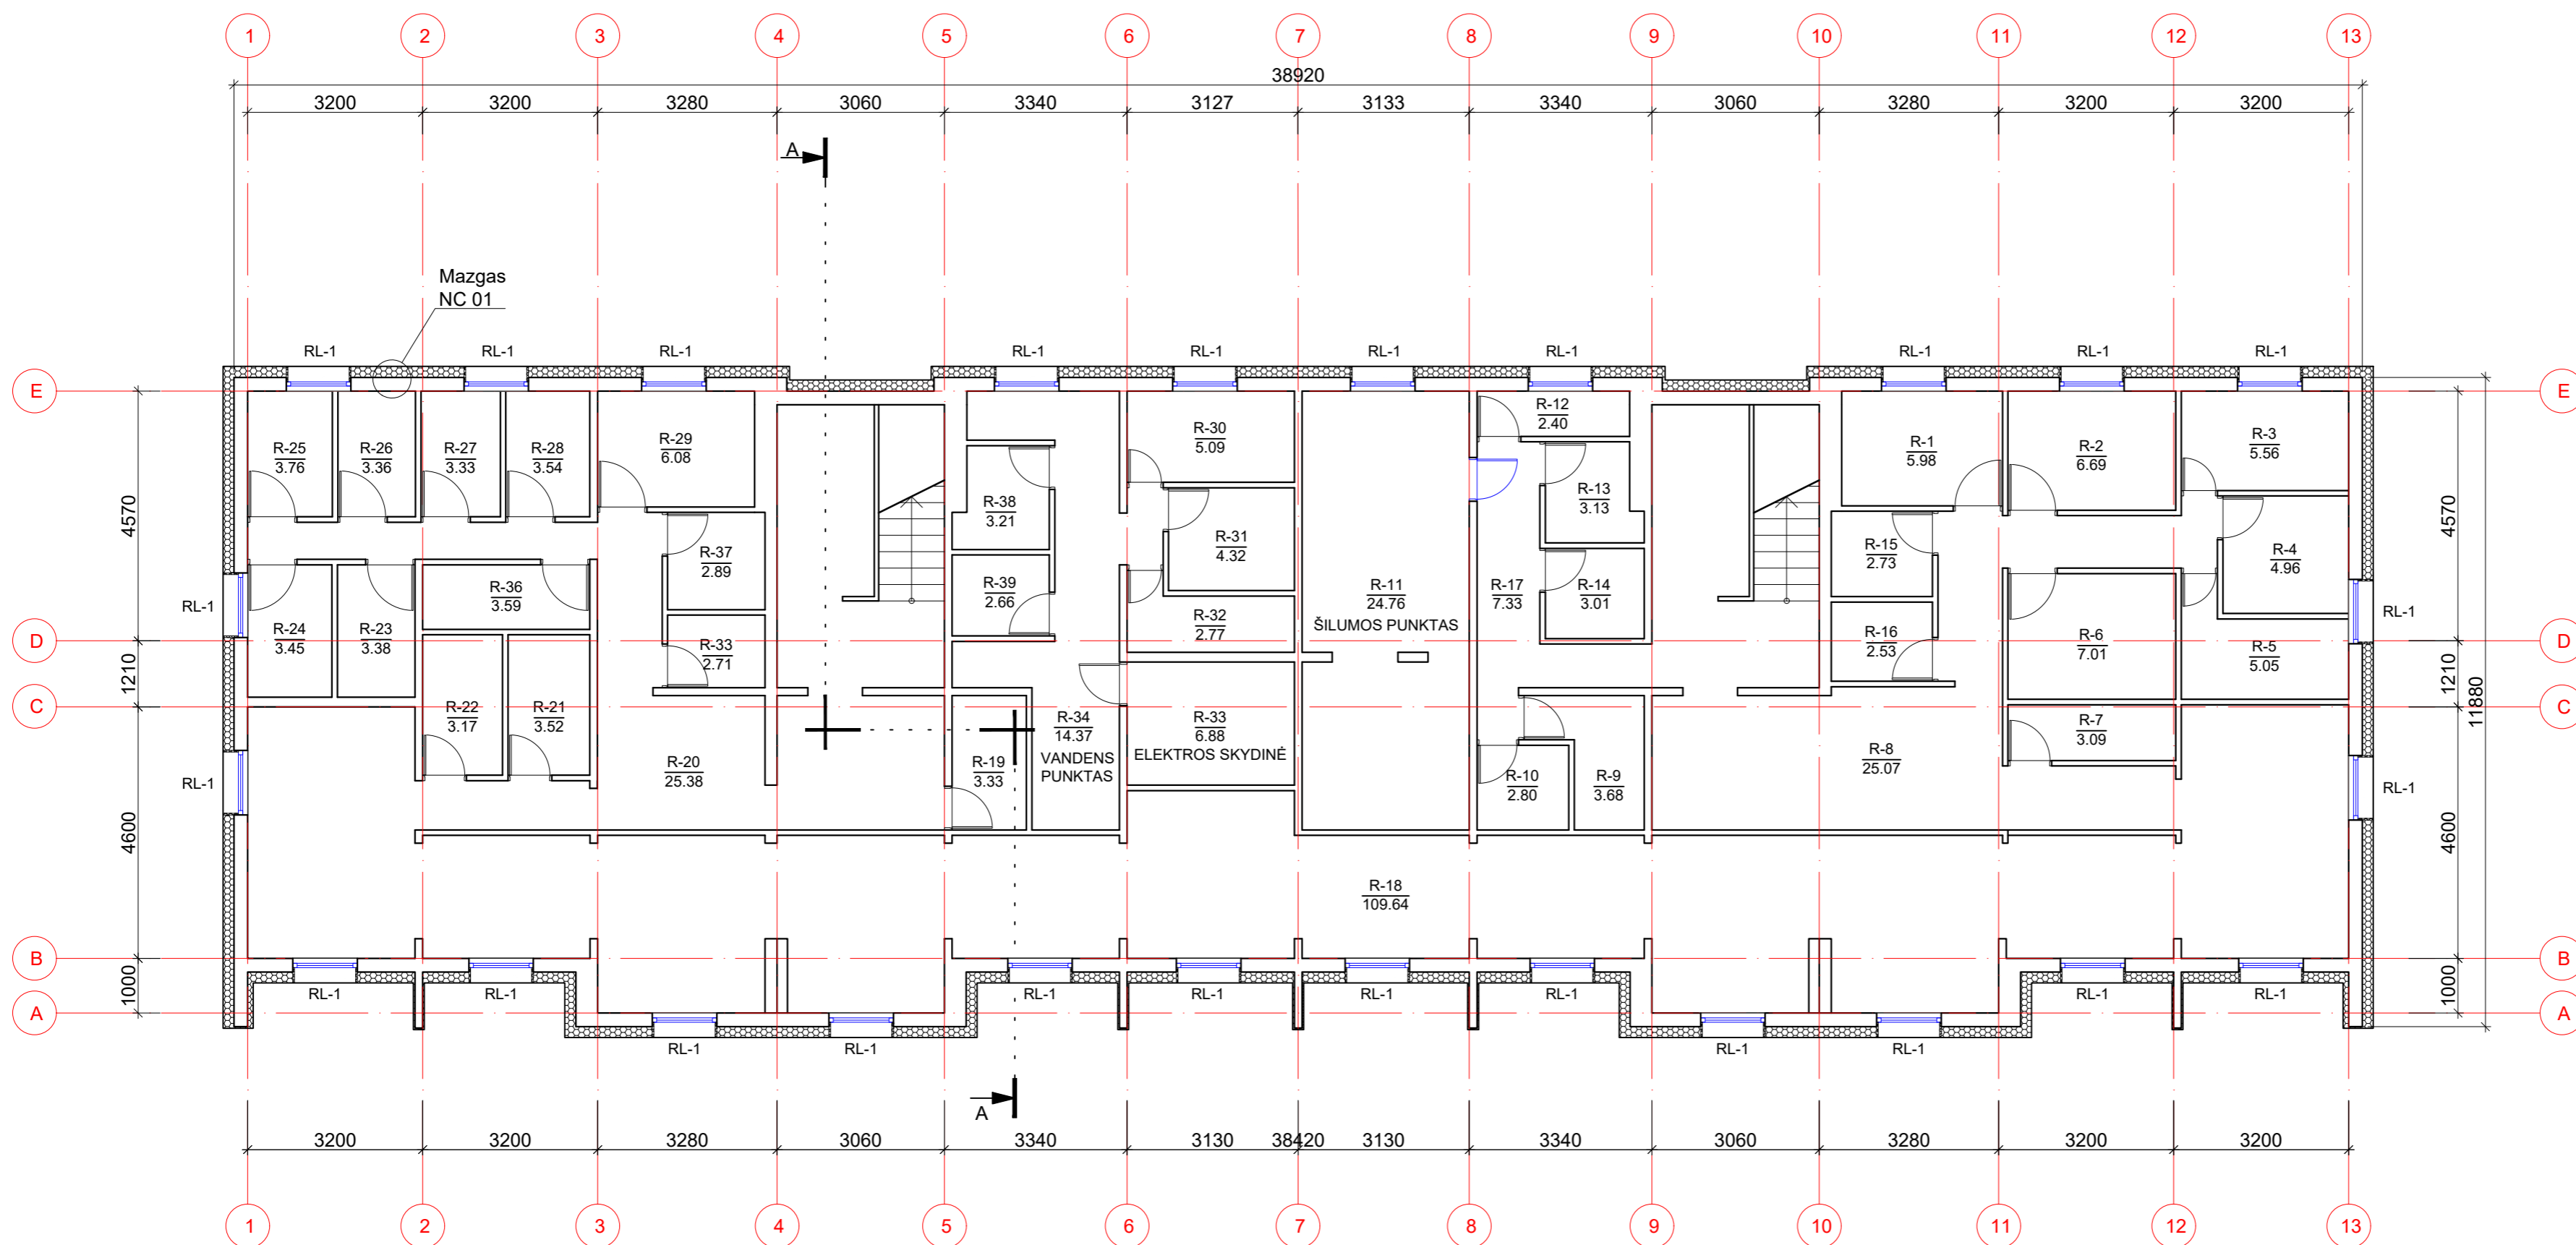 1 2 3 4 5 6 7 8 9 10 11 12 13
38920
3200 3200 3280 3060 3340 3127 3133 3340 3060 3280 3200 3200
A
Mazgas
NC 01
RL-1 RL-1 RL-1 RL-1 RL-1 RL-1 RL-1 RL-1 RL-1 RL-1
E E
R-25
3.76
R-26
3.36
R-27
3.33
R-28
3.54
R-29
6.08
R-38
3.21
R-30
5.09
R-12
2.40
R-13
3.13
R-1
5.98
R-2
6.69
R-3
5.56
4570 4570
R-37
2.89
R-31
4.32
R-15
2.73
R-4
4.96
RL-1
R-36
3.59
R-39
2.66
R-11
24.76
ŠILUMOS PUNKTAS
R-17
7.33
R-14
3.01
RL-1
R-24
3.45
R-23
3.38
R-33
2.71
R-32
2.77
R-16
2.53
R-6
7.01
R-5
5.05
D D
1210 1210
11880
C C
R-22
3.17
R-21
3.52
R-20
25.38
R-19
3.33
R-34
14.37
VANDENS
PUNKTAS
R-33
6.88
ELEKTROS SKYDINĖ
R-10
2.80
R-9
3.68
R-8
25.07
R-7
3.09
RL-1 RL-1
4600 4600
R-18
109.64
B B
1000 1000
RL-1 RL-1 RL-1 RL-1 RL-1 RL-1 RL-1 RL-1
A A
RL-1 RL-1 RL-1 RL-1
A
3200 3200 3280 3060 3340 3130 38420 3130 3340 3060 3280 3200 3200
1 2 3 4 5 6 7 8 9 10 11 12 13